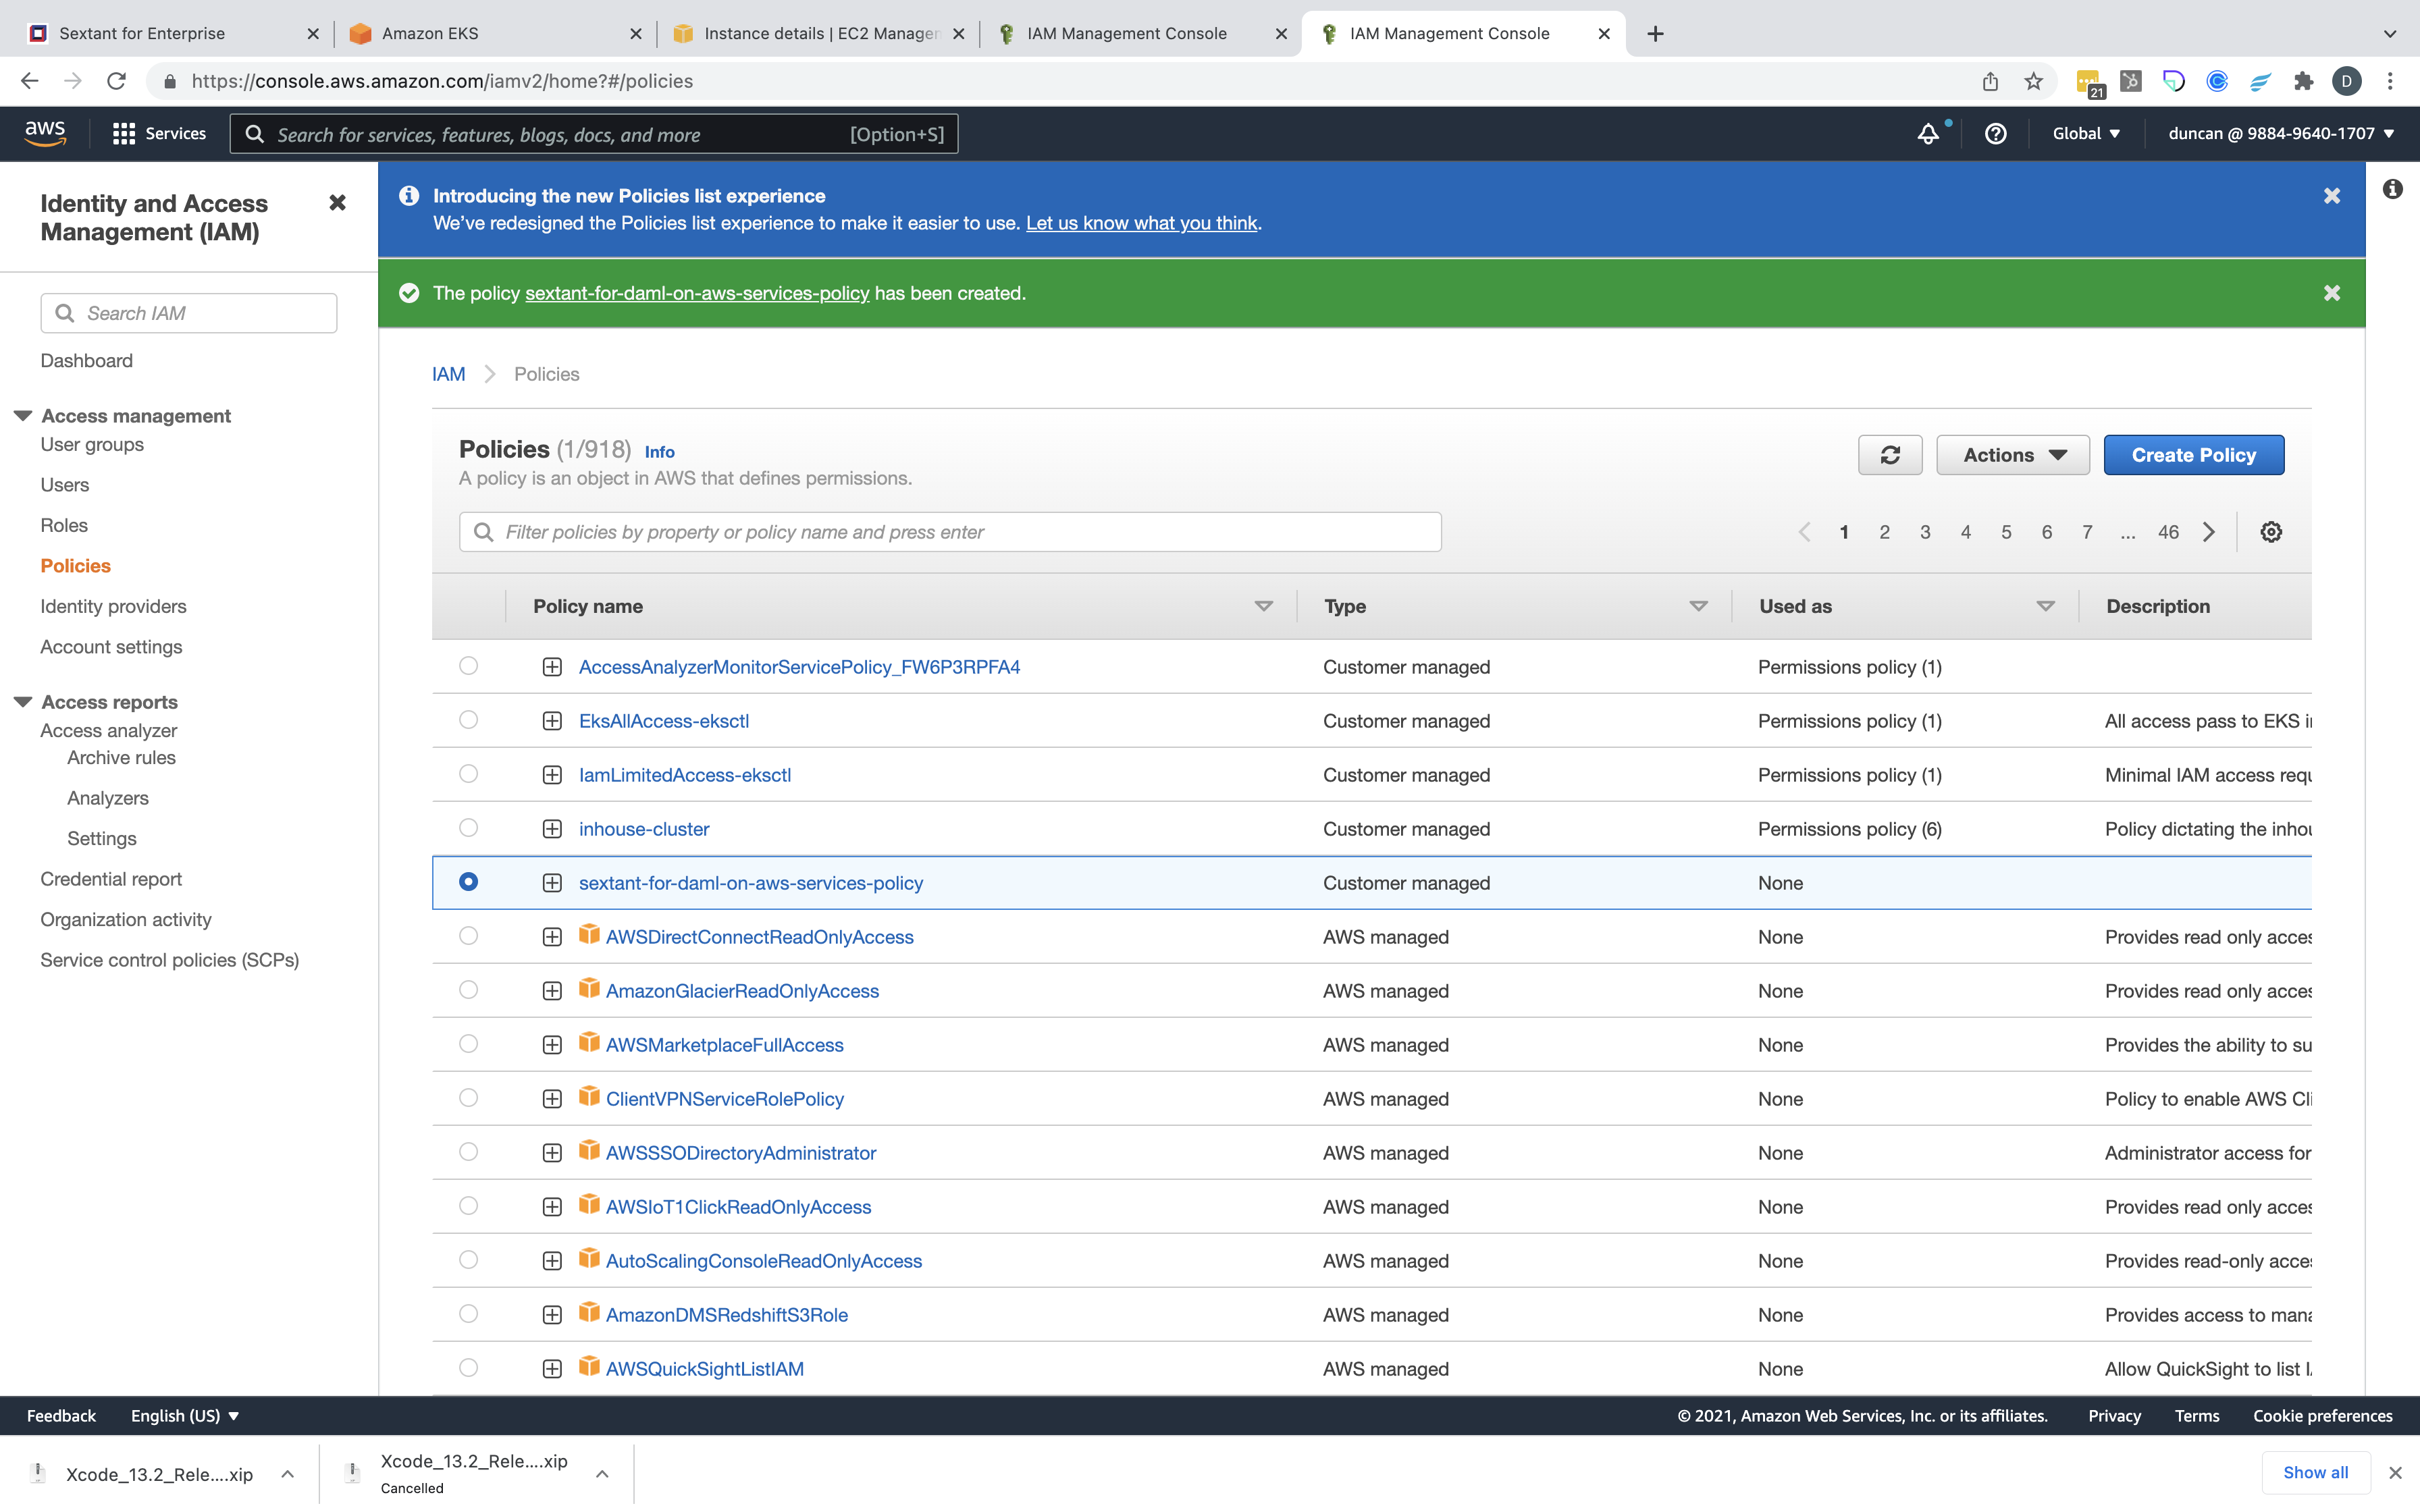 Sextant for Enterprise
Amazon EKS
Instance details | EC2 Managen
IAM Management Console
IAM Management Console
https://console.aws.amazon.com/iamv2/home?#/policies
21
D
aws
Services
Search for services, features, blogs, docs, and more
[Option+S]
Global
duncan @ 9884-9640-1707
Identity and Access
Management (IAM)
Search IAM
Dashboard
Access management
User groups
Users
Roles
Policies
Identity providers
Account settings
Access reports
Access analyzer
Archive rules
Analyzers
Settings
Credential report
Organization activity
Service control policies (SCPs)
Introducing the new Policies list experience
We've redesigned the Policies list experience to make it easier to use. Let us know what you think.
The policy sextant-for-daml-on-aws-services-policy has been created.
IAM Policies
Policies (1/918) Info
A policy is an object in AWS that defines permissions.
Actions
Create Policy
Filter policies by property or policy name and press enter
1 2 3 4 5 6 7 ... 46
Policy name Type Used as Description
AccessAnalyzerMonitorServicePolicy_FW6P3RPFA4 Customer managed Permissions policy (1)
EksAllAccess-eksctl Customer managed Permissions policy (1) All access pass to EKS i
IamLimitedAccess-eksctl Customer managed Permissions policy (1) Minimal IAM access requ
inhouse-cluster Customer managed Permissions policy (6) Policy dictating the inhou
sextant-for-daml-on-aws-services-policy Customer managed None
AWSDirectConnectReadOnlyAccess AWS managed None Provides read only acces
AmazonGlacierReadOnlyAccess AWS managed None Provides read only acces
AWSMarketplaceFullAccess AWS managed None Provides the ability to su
ClientVPNServiceRolePolicy AWS managed None Policy to enable AWS Cli
AWSSSODirectoryAdministrator AWS managed None Administrator access for
AWSIoT1ClickReadOnlyAccess AWS managed None Provides read only acces
AutoScalingConsoleReadOnlyAccess AWS managed None Provides read-only acces
AmazonDMSRedshiftS3Role AWS managed None Provides access to mana
AWSQuickSightListIAM AWS managed None Allow QuickSight to list I
Feedback
English (US)
© 2021, Amazon Web Services, Inc. or its affiliates.
Privacy
Terms
Cookie preferences
Xcode_13.2_Rele....xip
Xcode_13.2_Rele....xip
Cancelled
Show all